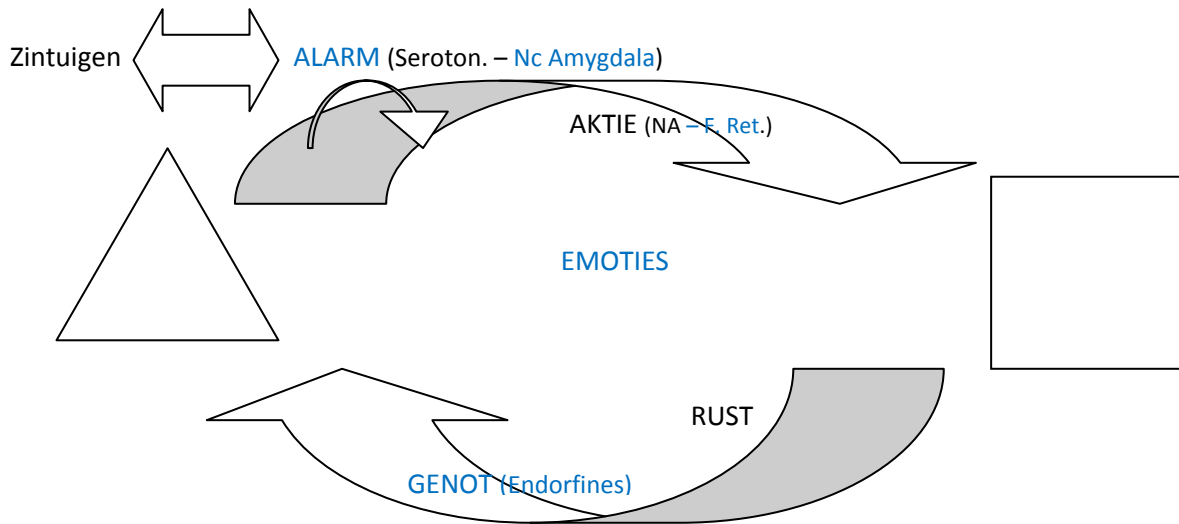 Zintuigen ALARM (Seroton. – Nc Amygdala)
AKTIE (NA – F. Ret.)
EMOTIES
RUST
GENOT (Endorfines)